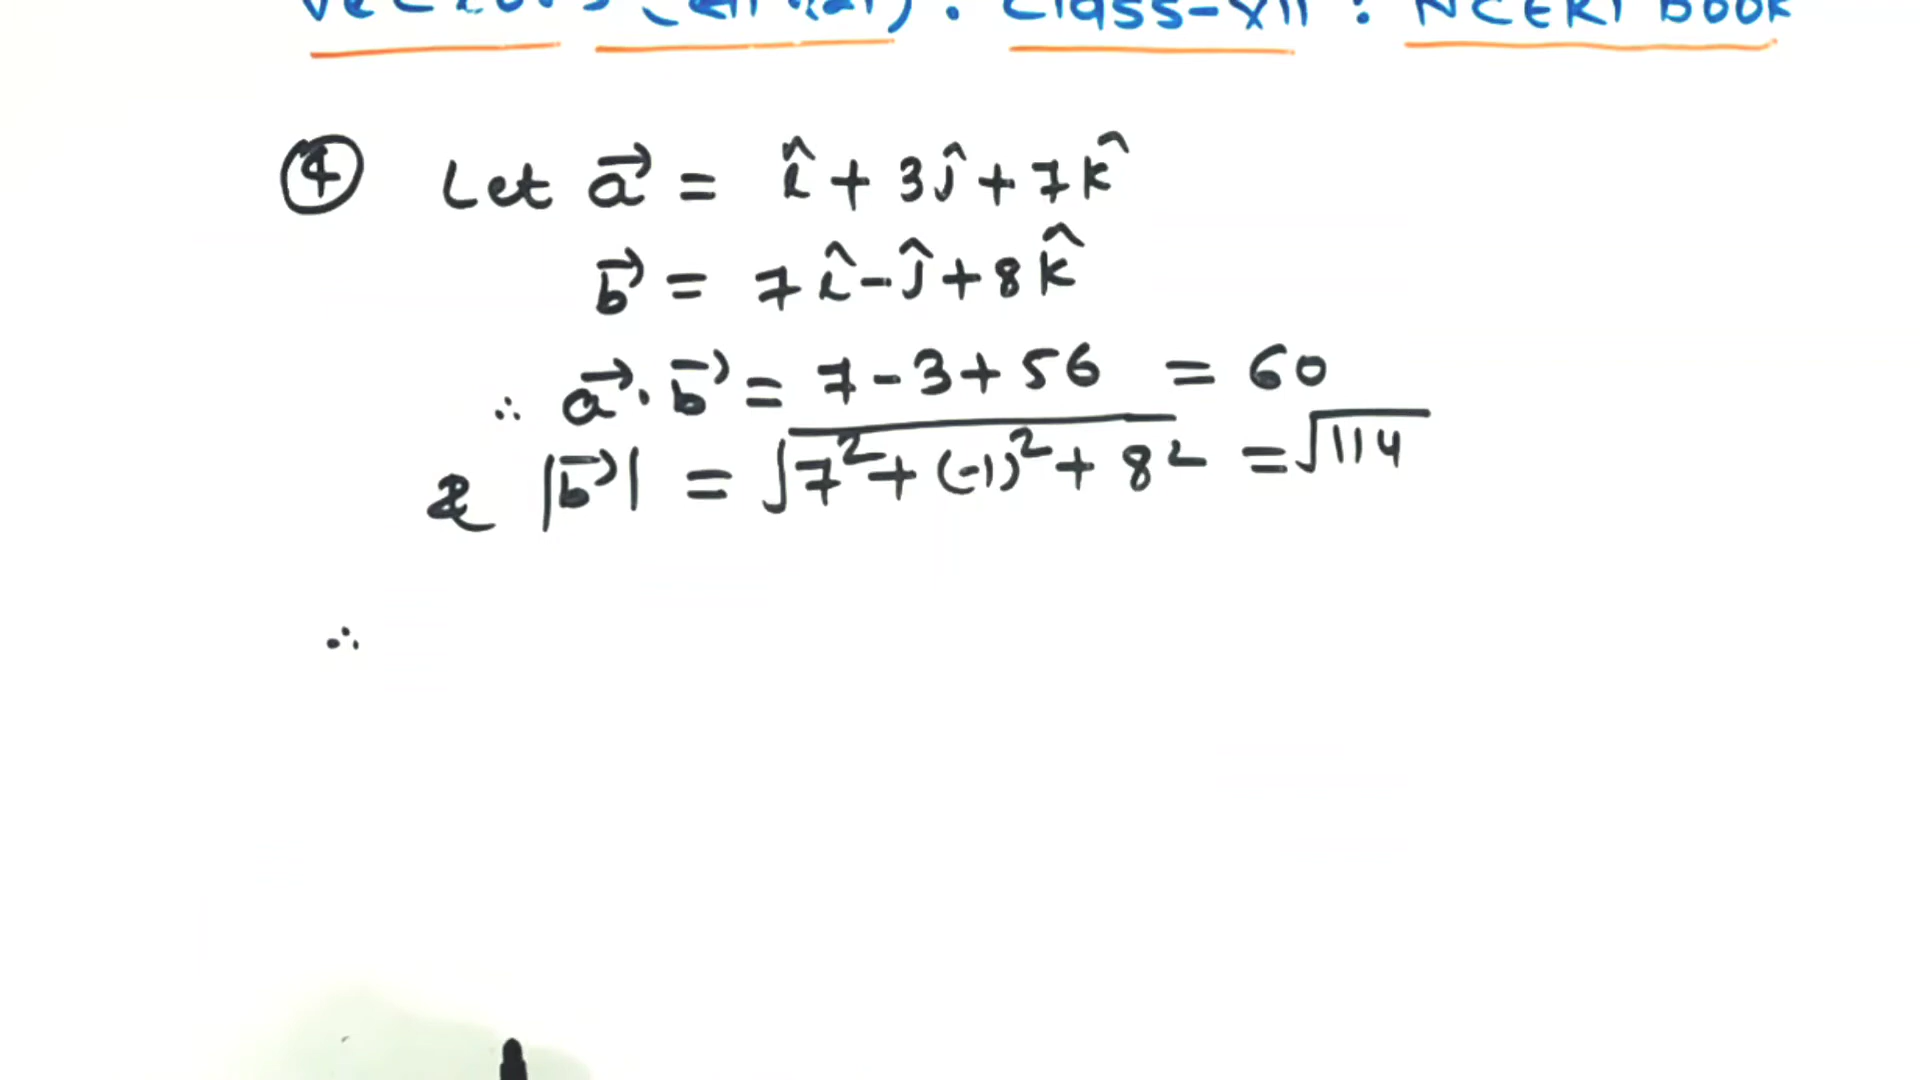 : Class-XII : NCERT Book
④ Let a⃗ = î + 3ĵ + 7k̂
b⃗ = 7î - ĵ + 8k̂
∴ a⃗ . b⃗ = 7 - 3 + 56 = 60
& |b⃗| = √7² + (-1)² + 8² = √114
∴